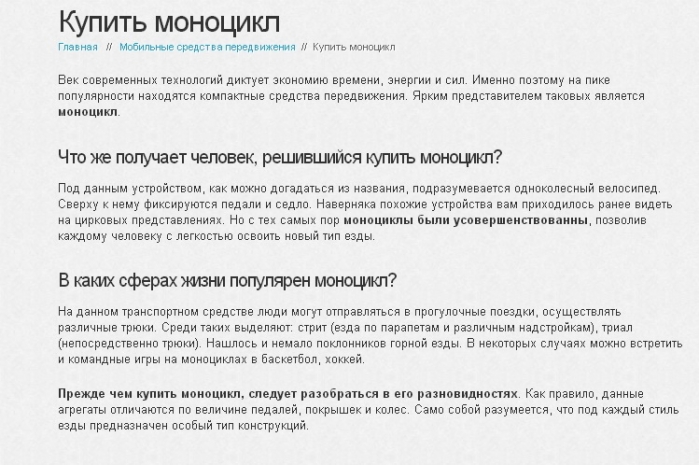 Купить моноцикл
Главная // Мобильные средства передвижения // Купить моноцикл
Век современных технологий диктует экономию времени, энергии и сил. Именно поэтому на пике
популярности находятся компактные средства передвижения. Ярким представителем таковых является
моноцикл.
Что же получает человек, решившийся купить моноцикл?
Под данным устройством, как можно догадаться из названия, подразумевается одноколесный велосипед.
Сверху к нему фиксируются педали и седло. Наверняка похожие устройства вам приходилось ранее видеть
на цирковых представлениях. Но с тех самых пор моноциклы были усовершенствованны, позволив
каждому человеку с легкостью освоить новый тип езды.
В каких сферах жизни популярен моноцикл?
На данном транспортном средстве люди могут отправляться в прогулочные поездки, осуществлять
различные трюки. Среди таких выделяют: стрит (езда по парапетам и различным надстройкам), триал
(непосредственно трюки). Нашлось и немало поклонников горной езды. В некоторых случаях можно встретить
и командные игры на моноциклах в баскетбол, хоккей.
Прежде чем купить моноцикл, следует разобраться в его разновидностях. Как правило, данные
агрегаты отличаются по величине педалей, покрышек и колес. Само собой разумеется, что под каждый стиль
езды предназначен особый тип конструкций.